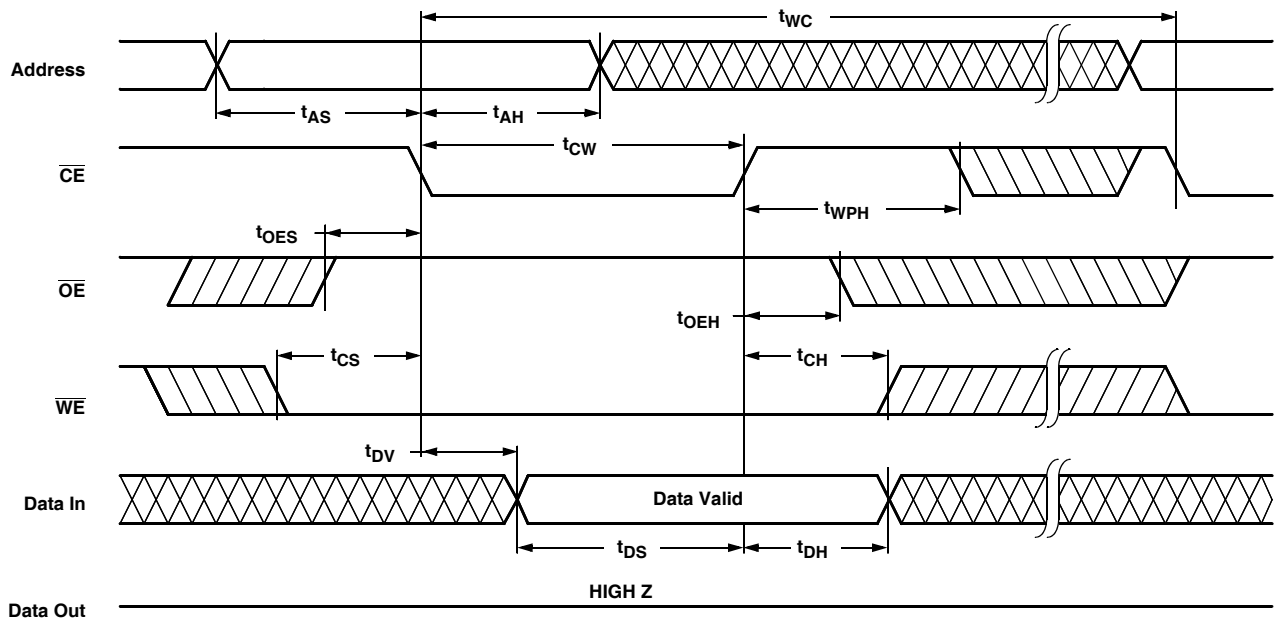 tWC
Address
tAS
tAH
CE
tCW
tWPH
tOES
OE
tOEH
tCS
tCH
WE
tDV
Data In
Data Valid
tDS
tDH
HIGH Z
Data Out